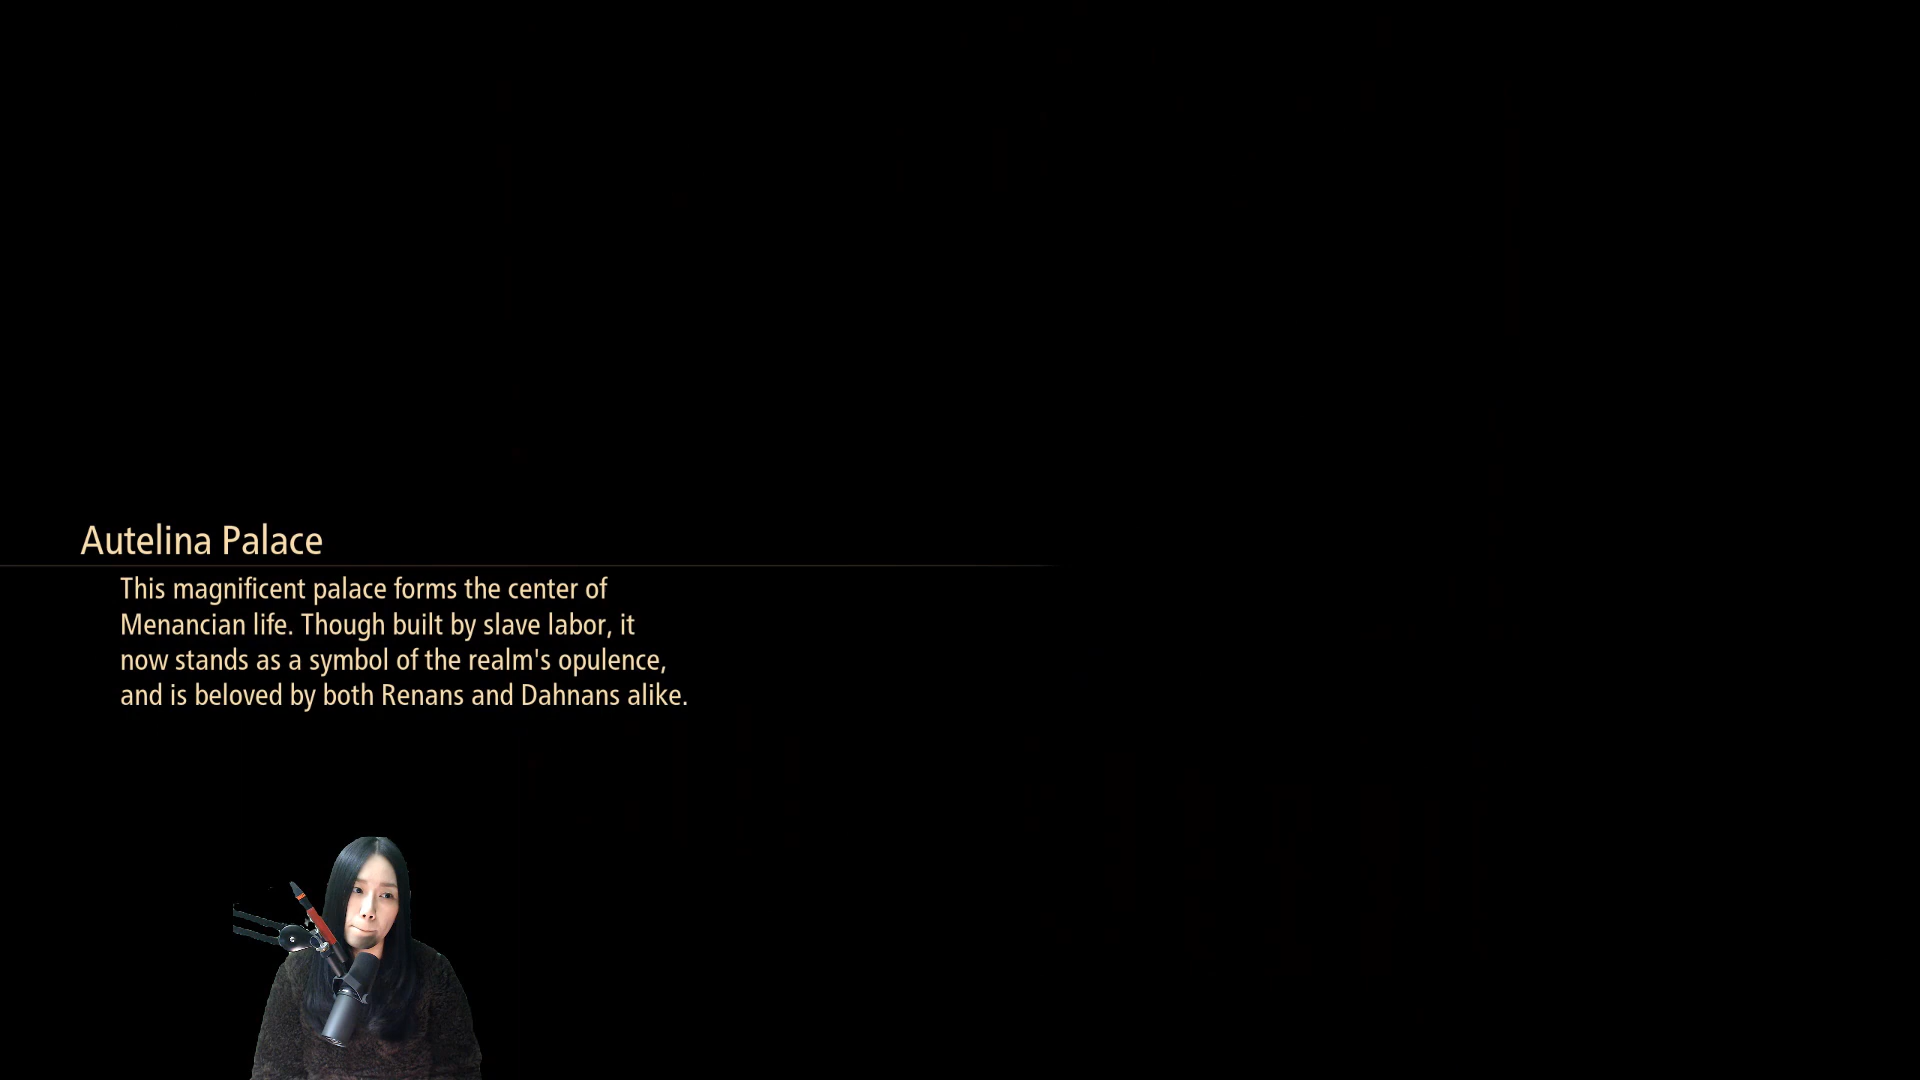 Autelina Palace
This magnificent palace forms the center of
Menancian life. Though built by slave labor, it
now stands as a symbol of the realm's opulence,
and is beloved by both Renans and Dahnans alike.